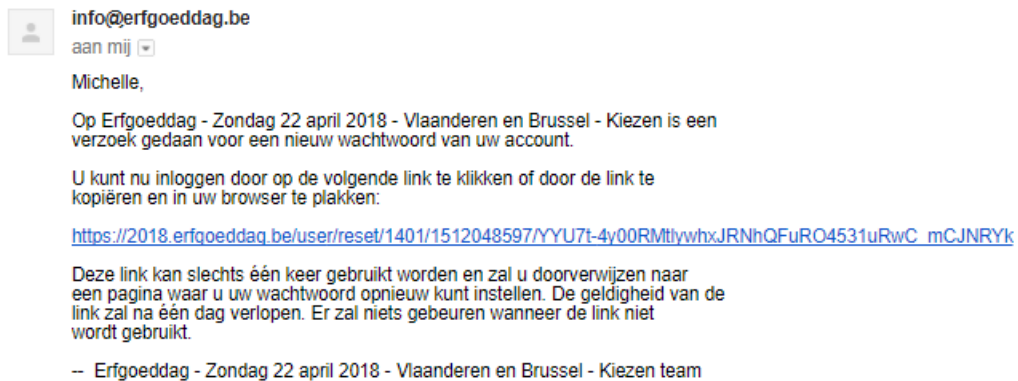 info@erfgoeddag.be
aan mij
Michelle,
Op Erfgoeddag - Zondag 22 april 2018 - Vlaanderen en Brussel - Kiezen is een
verzoek gedaan voor een nieuw wachtwoord van uw account.
U kunt nu inloggen door op de volgende link te klikken of door de link te
kopiëren en in uw browser te plakken:
https://2018.erfgoeddag.be/user/reset/1401/1512048597/YYU7t-4y00RMtlywhxJRNhQFuRO4531uRwC_mCJNRYk
Deze link kan slechts één keer gebruikt worden en zal u doorverwijzen naar
een pagina waar u uw wachtwoord opnieuw kunt instellen. De geldigheid van de
link zal na één dag verlopen. Er zal niets gebeuren wanneer de link niet
wordt gebruikt.
-- Erfgoeddag - Zondag 22 april 2018 - Vlaanderen en Brussel - Kiezen team